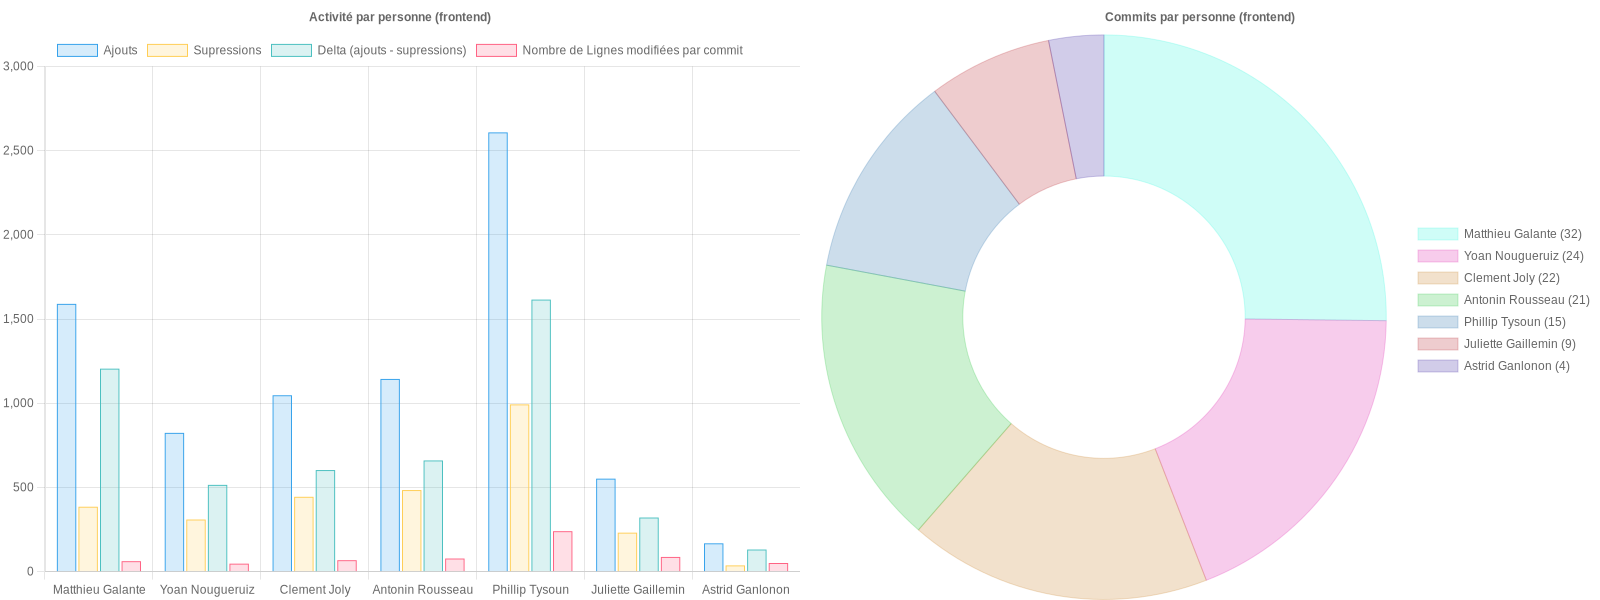 Activité par personne (frontend)
Ajouts Supressions Delta (ajouts - supressions) Nombre de Lignes modifiées par commit
3,000
2,500
2,000
1,500
1,000
500
0
Matthieu Galante Yoan Nougueruiz Clement Joly Antonin Rousseau Phillip Tysoun Juliette Gaillemin Astrid Ganlonon
Commits par personne (frontend)
Matthieu Galante (32)
Yoan Nougueruiz (24)
Clement Joly (22)
Antonin Rousseau (21)
Phillip Tysoun (15)
Juliette Gaillemin (9)
Astrid Ganlonon (4)